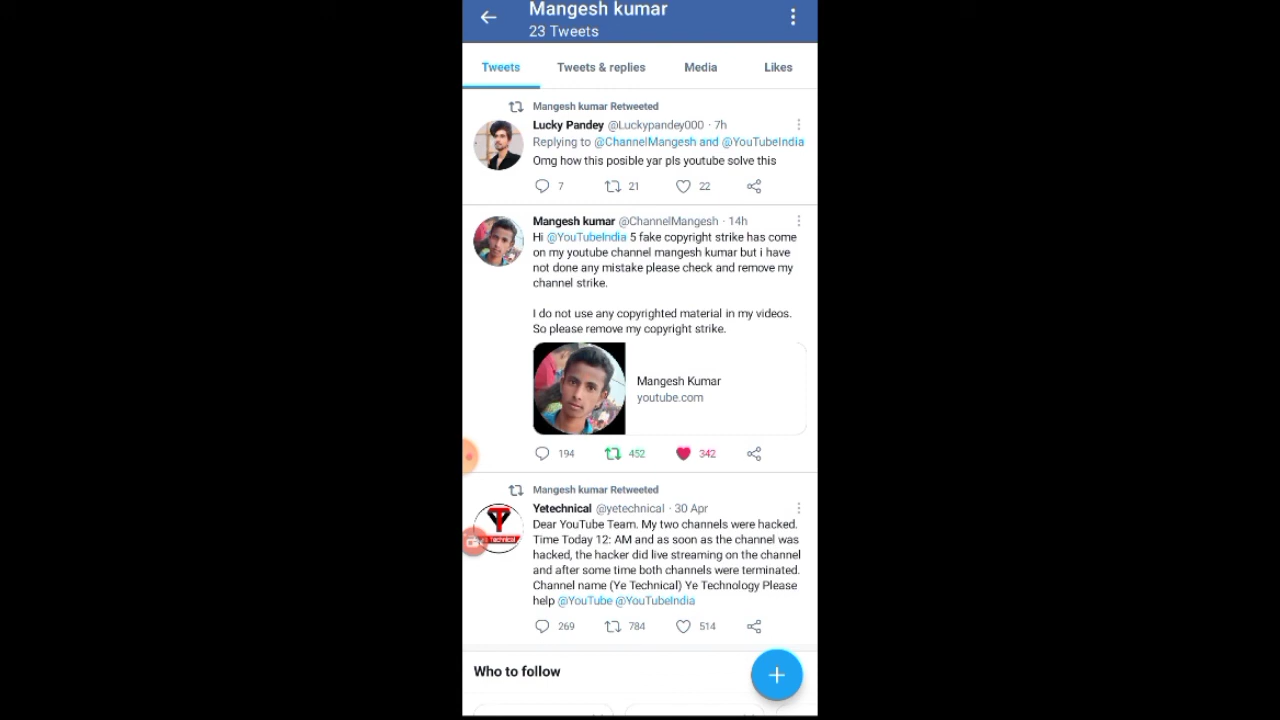 Mangesh kumar
23 Tweets
Tweets Tweets & replies Media Likes
Mangesh kumar Retweeted
Lucky Pandey @Luckypandey000 · 7h
Replying to @ChannelMangesh and @YouTubeIndia
Omg how this posible yar pls youtube solve this
7 21 22
Mangesh kumar @ChannelMangesh · 14h
Hi @YouTubeIndia 5 fake copyright strike has come
on my youtube channel mangesh kumar but i have
not done any mistake please check and remove my
channel strike.
I do not use any copyrighted material in my videos.
So please remove my copyright strike.
Mangesh Kumar
youtube.com
194 452 342
Mangesh kumar Retweeted
Yetechnical @yetechnical · 30 Apr
Dear YouTube Team. My two channels were hacked.
Time Today 12: AM and as soon as the channel was
hacked, the hacker did live streaming on the channel
and after some time both channels were terminated.
Channel name (Ye Technical) Ye Technology Please
help @YouTube @YouTubeIndia
269 784 514
Who to follow